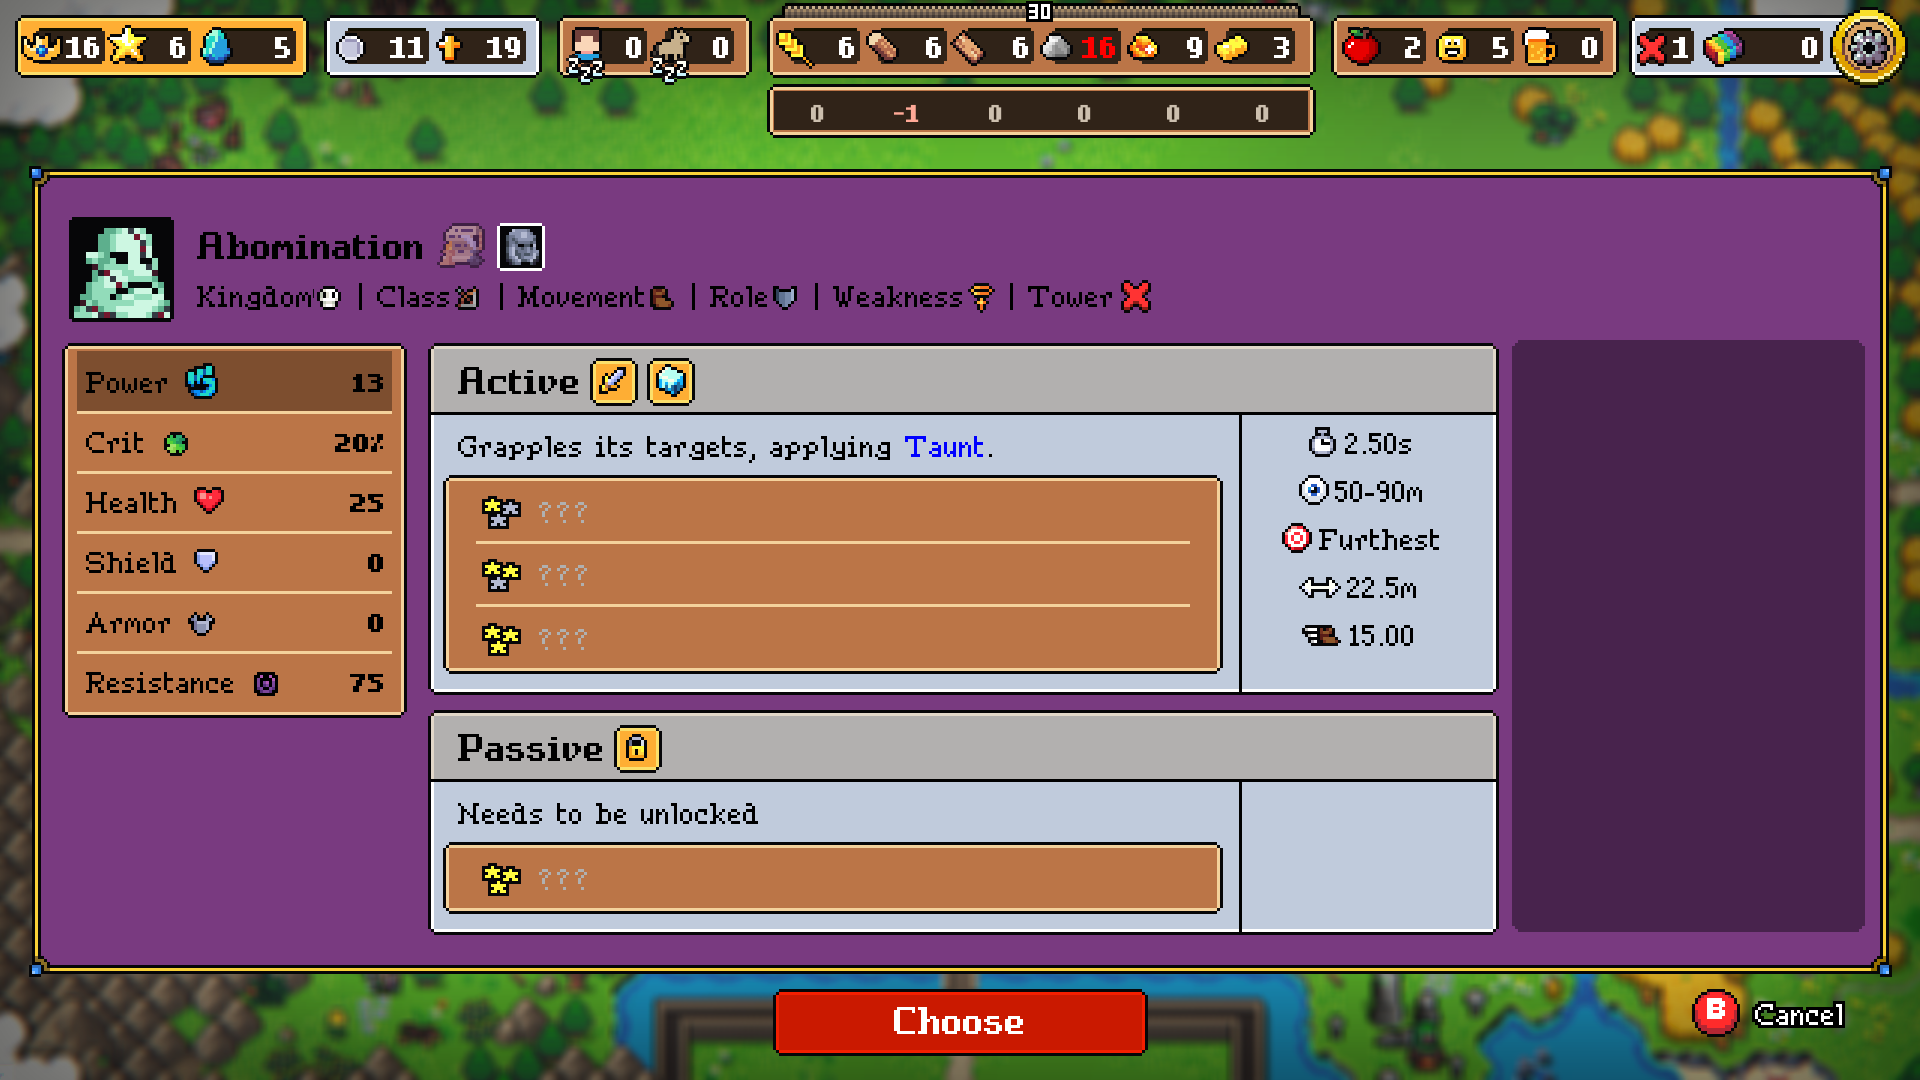 30
16 6 5 11 19 0 0 6 6 6 16 9 3 2 5 0 1 0
0 -1 0 0 0 0
Abomination
Kingdom | Class | Movement | Role | Weakness | Tower
Power 13
Crit 20%
Health 25
Shield 0
Armor 0
Resistance 75
Active
Grapples its targets, applying Taunt.
???
???
???
2.50s
50-90m
Furthest
22.5m
15.00
Passive
Needs to be unlocked
???
Choose
B Cancel